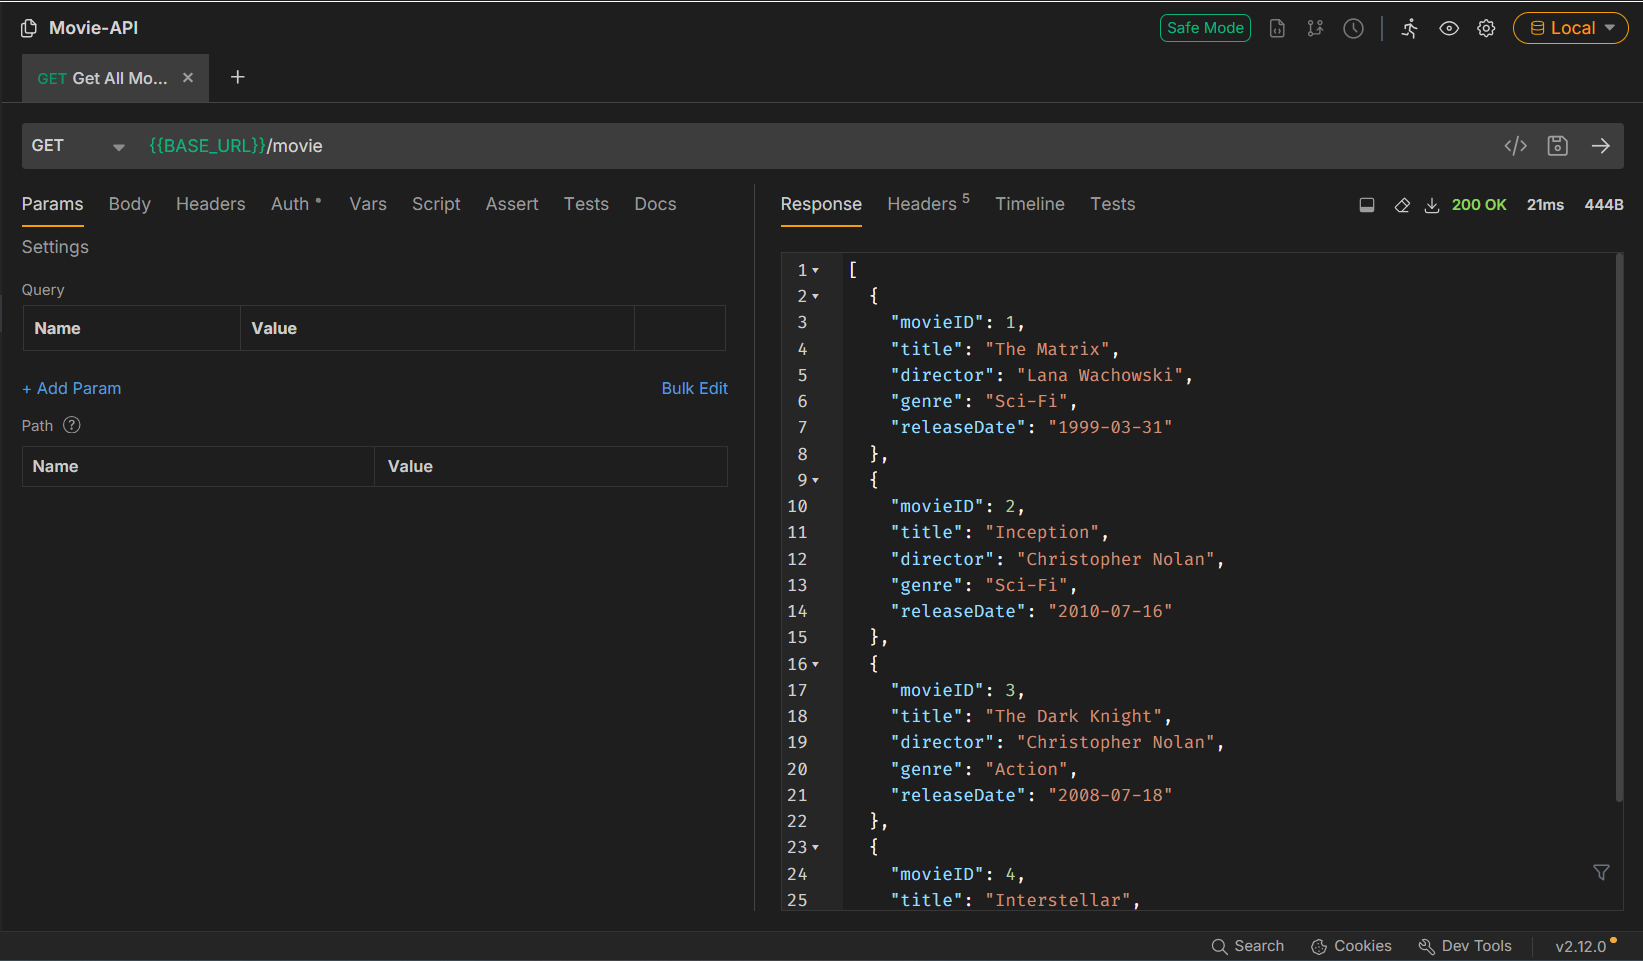 Movie-API
Safe Mode
Local
GET Get All Mo...
GET {{BASE_URL}}/movie
Params Body Headers Auth Vars Script Assert Tests Docs
Settings
Query
Name Value
+ Add Param Bulk Edit
Path ?
Name Value
Response Headers 5 Timeline Tests 200 OK 21ms 444B
1 [
2 {
3 "movieID": 1,
4 "title": "The Matrix",
5 "director": "Lana Wachowski",
6 "genre": "Sci-Fi",
7 "releaseDate": "1999-03-31"
8 },
9 {
10 "movieID": 2,
11 "title": "Inception",
12 "director": "Christopher Nolan",
13 "genre": "Sci-Fi",
14 "releaseDate": "2010-07-16"
15 },
16 {
17 "movieID": 3,
18 "title": "The Dark Knight",
19 "director": "Christopher Nolan",
20 "genre": "Action",
21 "releaseDate": "2008-07-18"
22 },
23 {
24 "movieID": 4,
25 "title": "Interstellar",
Search Cookies Dev Tools v2.12.0